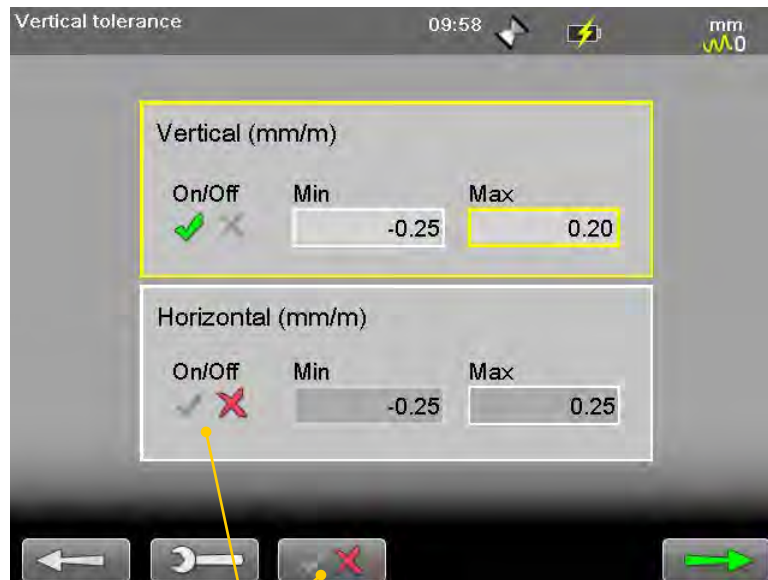 Vertical tolerance 09:58 mm
0
Vertical (mm/m)
On/Off Min Max
-0.25 0.20
Horizontal (mm/m)
On/Off Min Max
-0.25 0.25